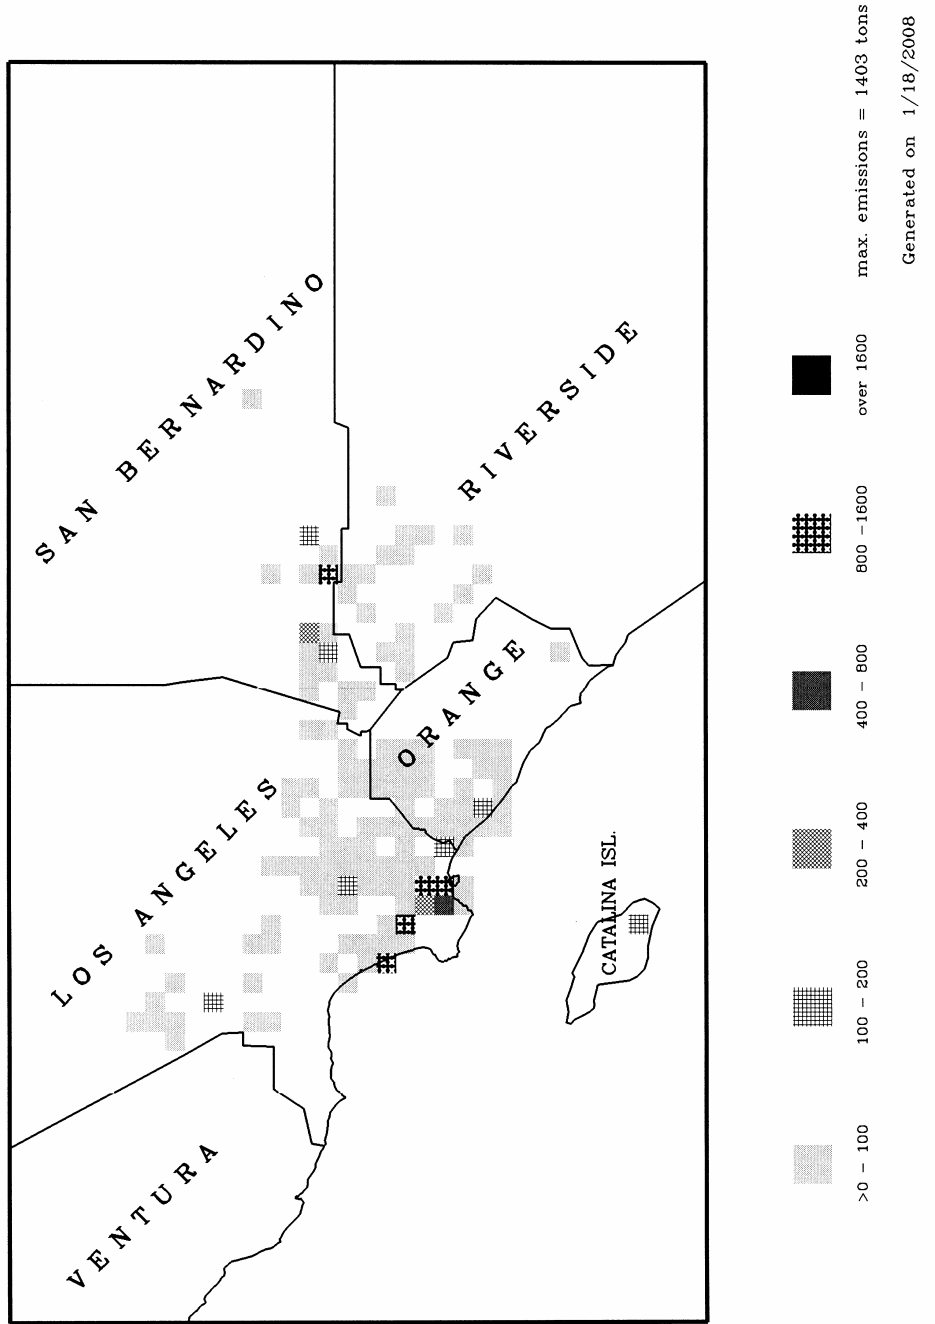 SAN BERNARDINO
LOS ANGELES
VENTURA
RIVERSIDE
ORANGE
CATALINA ISL.
>0 - 100
100 - 200
200 - 400
400 - 800
800 -1600
over 1600
max. emissions = 1403 tons
Generated on 1/18/2008